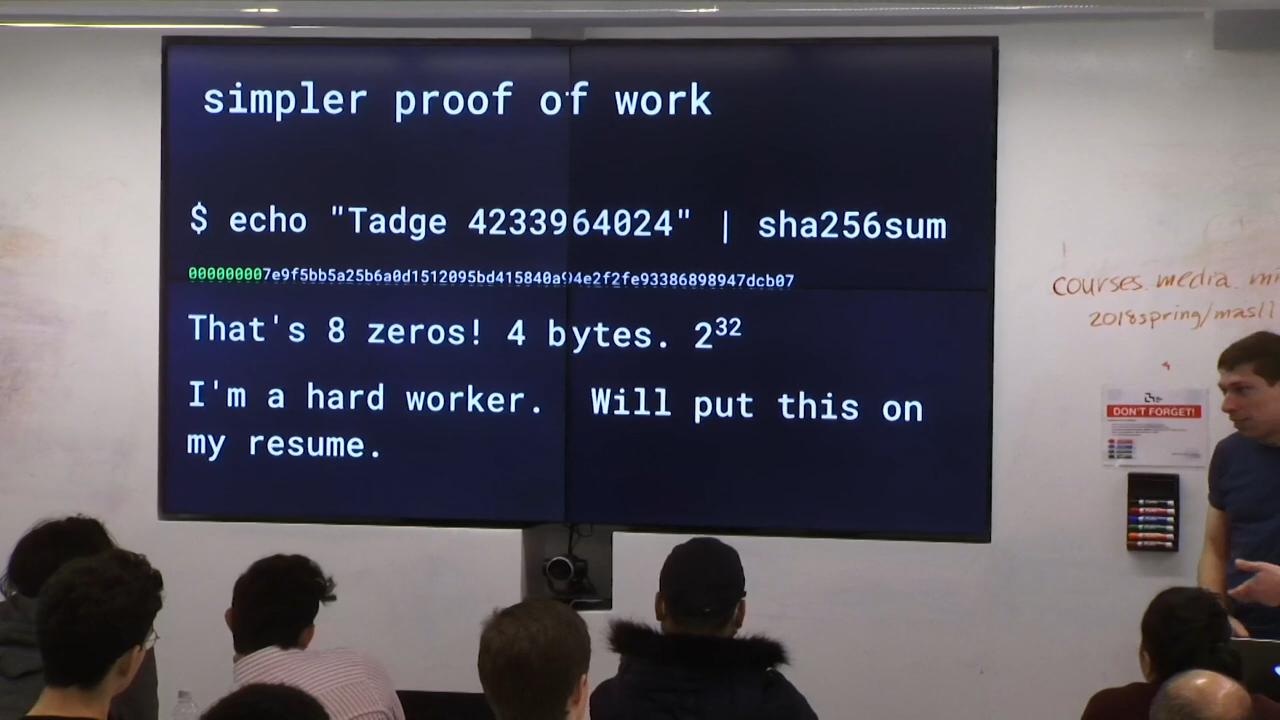 simpler proof of work
$ echo "Tadge 4233964024" | sha256sum
000000007e9f5bb5a25b6a0d1512095bd415840a94e2f2fe93386898947dcb07
That's 8 zeros! 4 bytes. 2³²
I'm a hard worker. Will put this on
my resume.
courses.media.mi
2018spring/mas
DON'T FORGET!